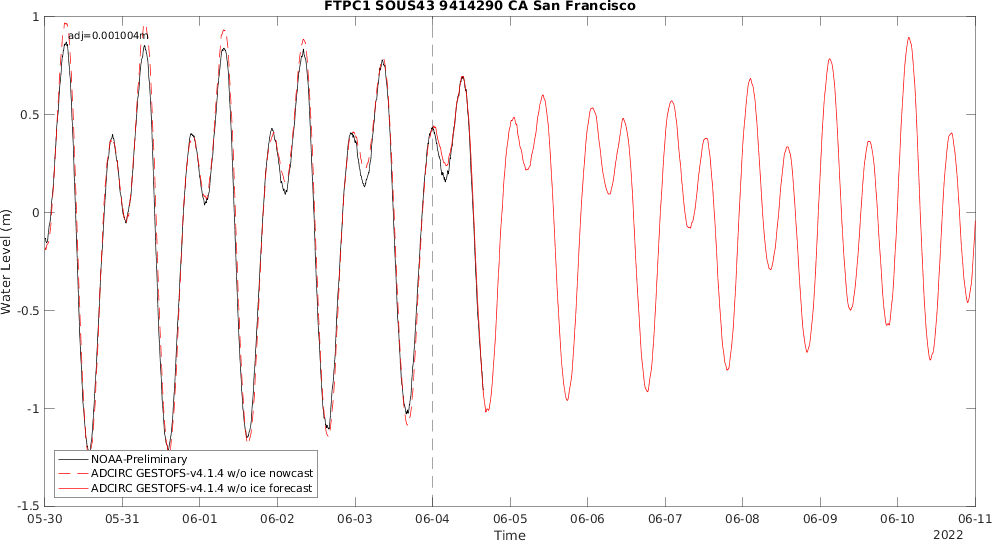 FTPC1 SOUS43 9414290 CA San Francisco
1
adj=0.001004m
0.5
0
Water Level (m)
-0.5
-1
NOAA-Preliminary
ADCIRC GESTOFS-v4.1.4 w/o ice nowcast
ADCIRC GESTOFS-v4.1.4 w/o ice forecast
-1.5
05-30 05-31 06-01 06-02 06-03 06-04 06-05 06-06 06-07 06-08 06-09 06-10 06-11
Time
2022